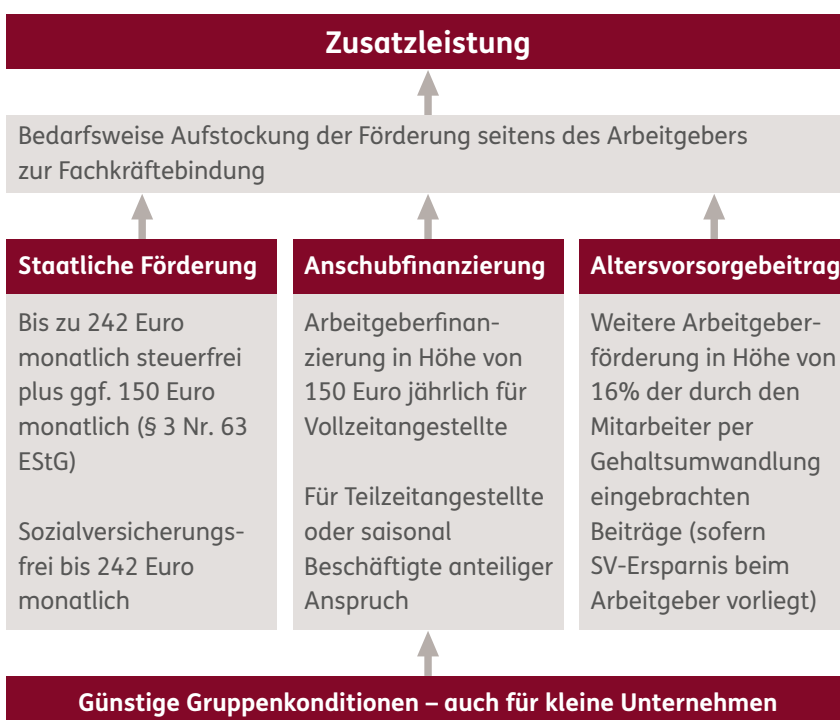 Zusatzleistung
Bedarfsweise Aufstockung der Förderung seitens des Arbeitgebers
zur Fachkräftebindung
Staatliche Förderung
Bis zu 242 Euro
monatlich steuerfrei
plus ggf. 150 Euro
monatlich (§ 3 Nr. 63
EStG)
Sozialversicherungs-
frei bis 242 Euro
monatlich
Anschubfinanzierung
Arbeitgeberfinan-
zierung in Höhe von
150 Euro jährlich für
Vollzeitangestellte
Für Teilzeitangestellte
oder saisonal
Beschäftigte anteiliger
Anspruch
Altersvorsorgebeitrag
Weitere Arbeitgeber-
förderung in Höhe von
16% der durch den
Mitarbeiter per
Gehaltsumwandlung
eingebrachten
Beiträge (sofern
SV-Ersparnis beim
Arbeitgeber vorliegt)
Günstige Gruppenkonditionen – auch für kleine Unternehmen